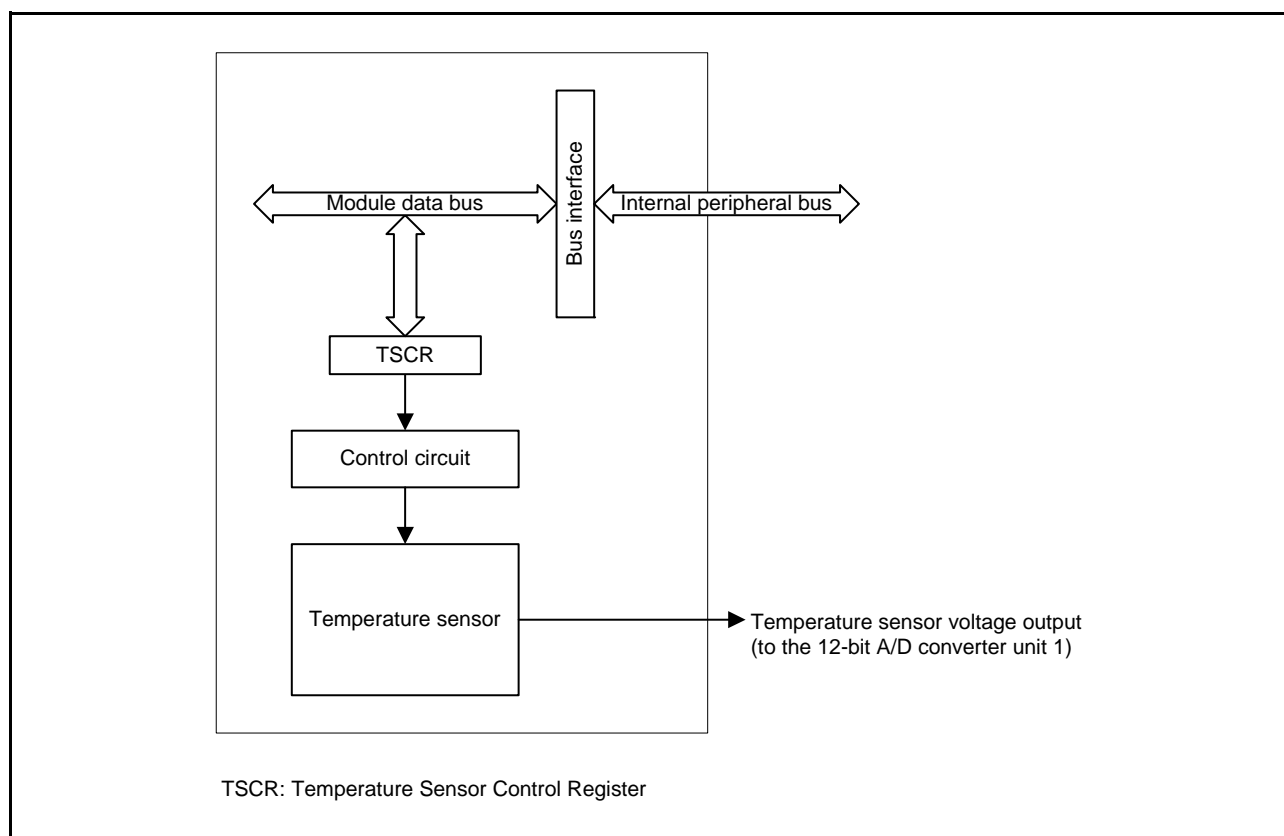 Bus interface
Module data bus
Internal peripheral bus
TSCR
Control circuit
Temperature sensor
Temperature sensor voltage output
(to the 12-bit A/D converter unit 1)
TSCR: Temperature Sensor Control Register